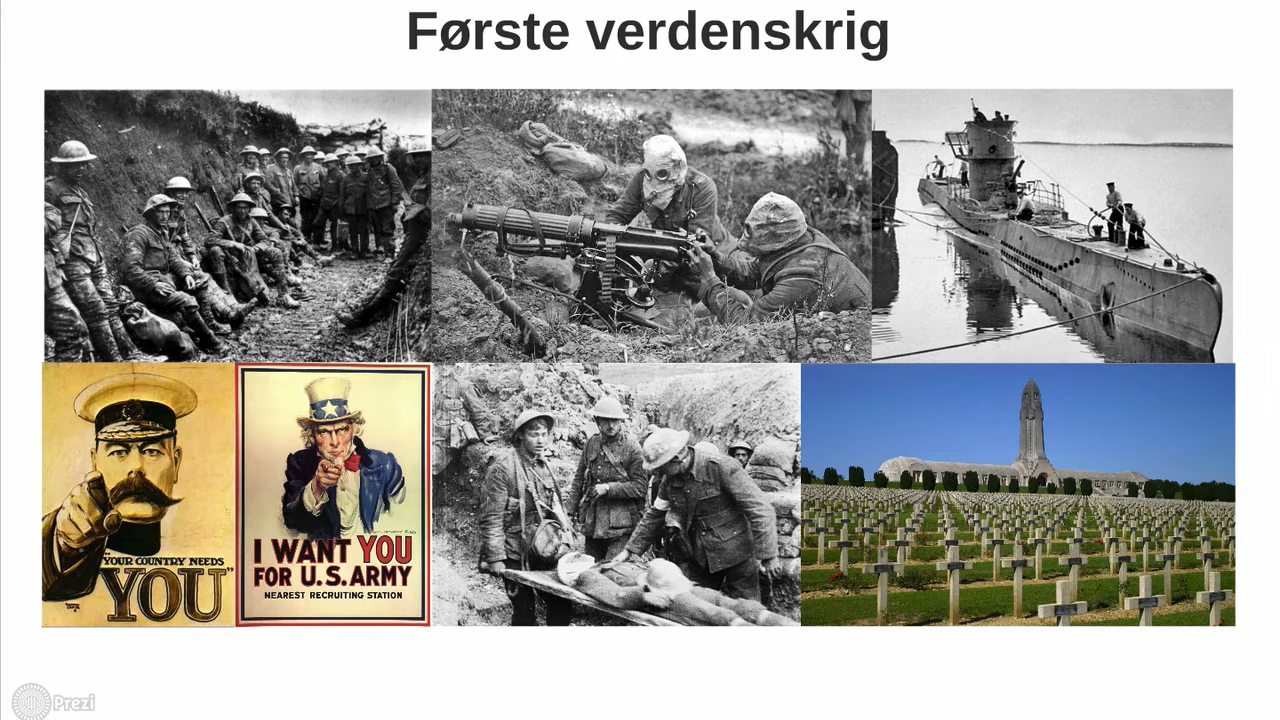 Første verdenskrig
"YOUR COUNTRY NEEDS
YOU"
I WANT YOU
FOR U.S. ARMY
NEAREST RECRUITING STATION
Prezi